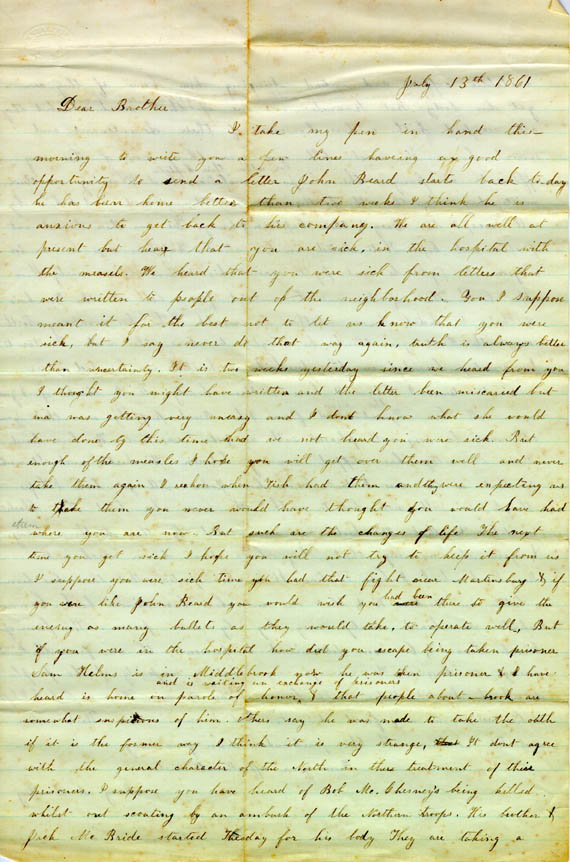 July 13th 1861
Dear Brother
I take my pen in hand this
morning to write you a few lines haveing a good
opportunity to send a letter John Beard starts back to-day
he has been home better than two weeks I think he is
anxious to get back to his company. We are all well at
present but hear that you are sick, in the hospital with
the measels. We heard that you were sick from letters that
were written to people out of the neighborhood. You I suppose
meant it for the best not to let us know that you were
sick, but I say never do that way again, truth is always better
than uncertainty. It is two weeks yesterday since we heard from you
I thought you might have written and the letter been miscaried but
ma was getting very uneasy and I dont know what she would
have done by this time had we not heard you were sick. But
enough of the measles I hope you will get over them well and never
take them again I reckon when Tish had them and they were expecting us
to take them you never would have thought you would have had
them
where you are now. But such are the changes of life The next
time you get sick I hope you will not try to keep it from us
I suppose you were sick time you had that fight near Martinsburg & if
you were like John Beard you would wish you had been there to give the
enemy as many bullets as they would take, to operate well, But
if you were in the hospital how did you escape being taken prisoner
Sam Helms is in Middlebrook now he was then prisoner & I have
and is waiting an exchange of prisoners
heard is home on parole of honor, & that people about -brook are
somewhat suspicious of him others say he was made to take the oath
if it is the former way I think it is very strange, It dont agree
with the general character of the North in there treatment of their
prisoners. I suppose you have heard of Bob Mc. Chesney's being killed
whilst out scouting by an ambush of the Northern troops. His brother &
Jack Mc Bride started Tuesday for his body They are taking a